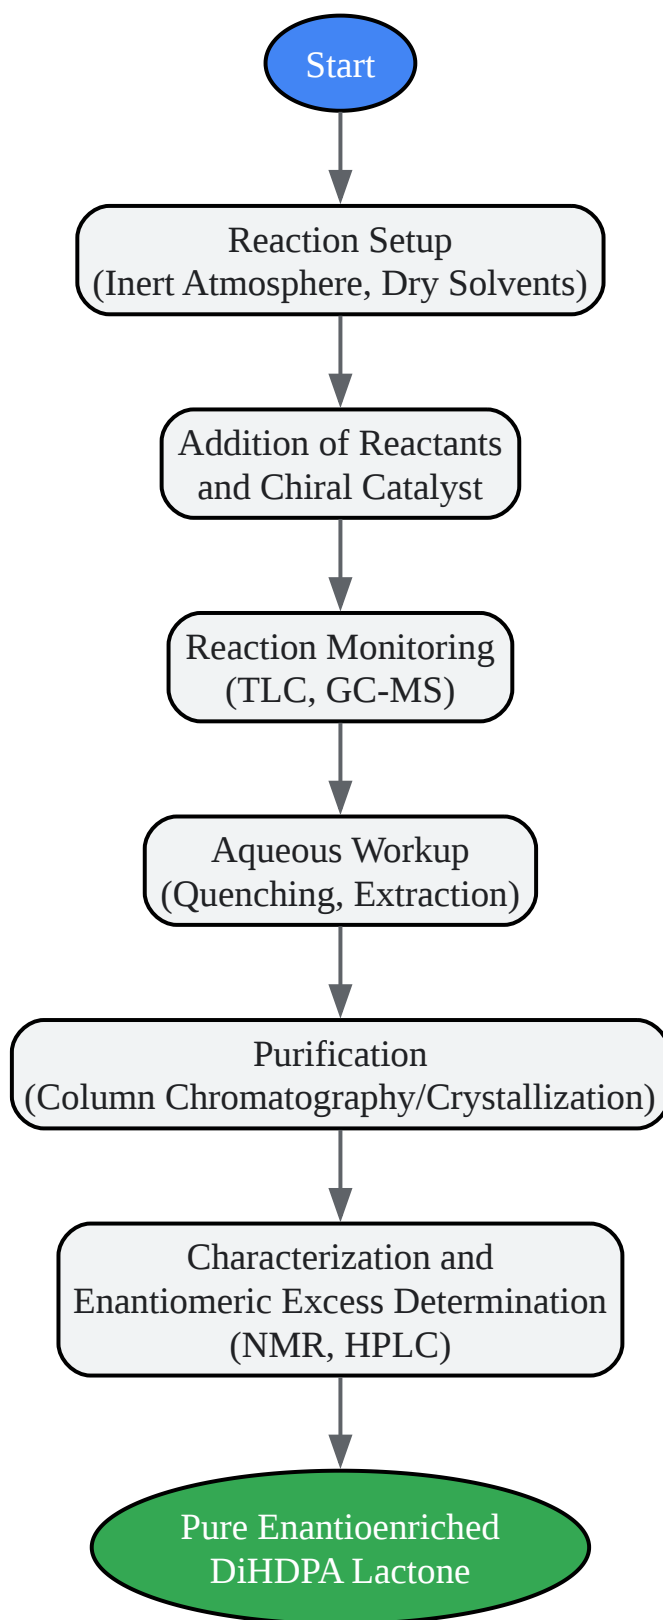 Start
Reaction Setup
(Inert Atmosphere, Dry Solvents)
Addition of Reactants
and Chiral Catalyst
Reaction Monitoring
(TLC, GC-MS)
Aqueous Workup
(Quenching, Extraction)
Purification
(Column Chromatography/Crystallization)
Characterization and
Enantiomeric Excess Determination
(NMR, HPLC)
Pure Enantioenriched
DiHDPA Lactone